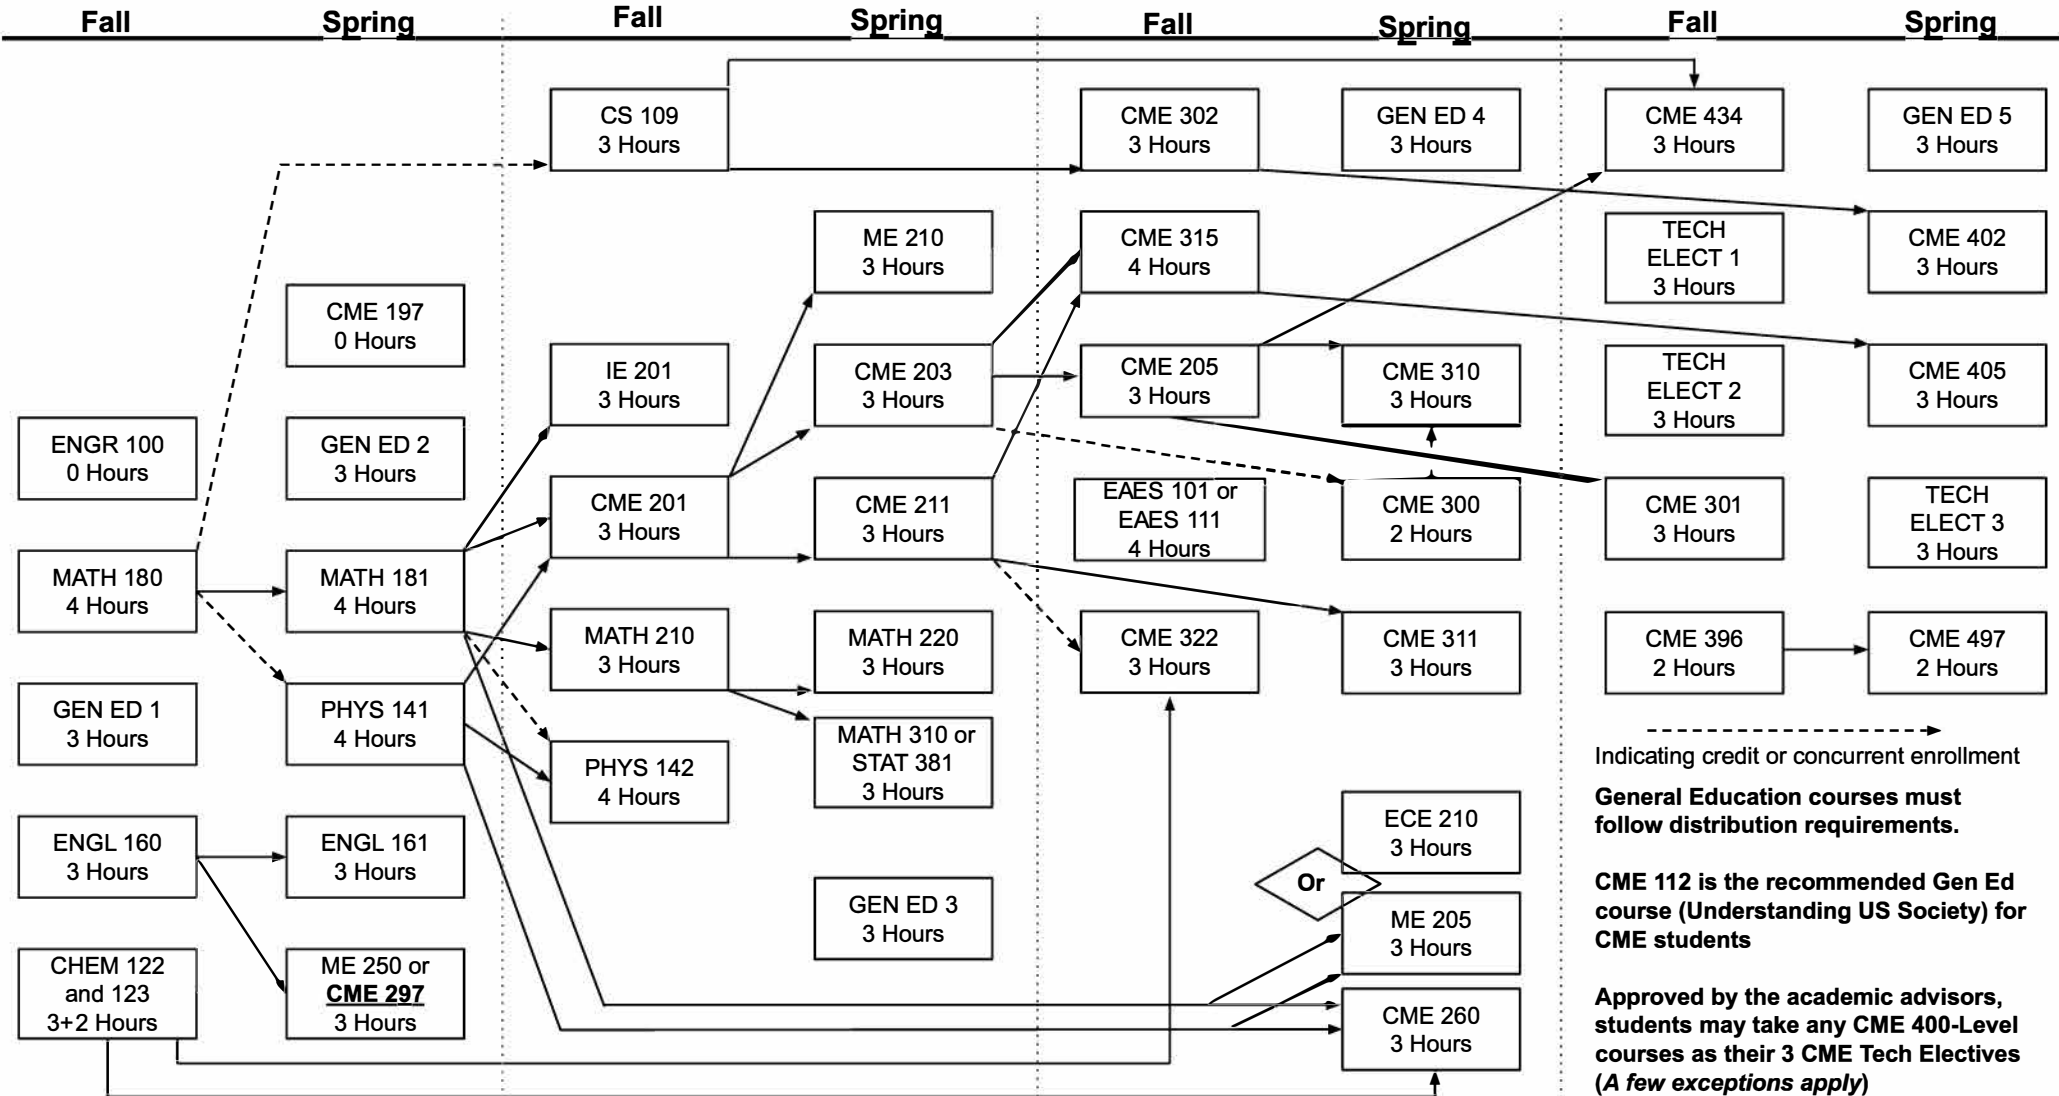 Fall
Spring
Fall
Spring
Fall
Spring
Fall
Spring
ENGR 100
0 Hours
MATH 180
4 Hours
GEN ED 1
3 Hours
ENGL 160
3 Hours
CHEM 122
and 123
3+2 Hours
CME 197
0 Hours
GEN ED 2
3 Hours
MATH 181
4 Hours
PHYS 141
4 Hours
ENGL 161
3 Hours
ME 250 or
CME 297
3 Hours
CS 109
3 Hours
IE 201
3 Hours
CME 201
3 Hours
MATH 210
3 Hours
PHYS 142
4 Hours
ME 210
3 Hours
CME 203
3 Hours
CME 211
3 Hours
MATH 220
3 Hours
MATH 310 or
STAT 381
3 Hours
GEN ED 3
3 Hours
CME 302
3 Hours
CME 315
4 Hours
CME 205
3 Hours
EAES 101 or
EAES 111
4 Hours
CME 322
3 Hours
GEN ED 4
3 Hours
CME 310
3 Hours
CME 300
2 Hours
CME 311
3 Hours
ECE 210
3 Hours
Or
ME 205
3 Hours
CME 260
3 Hours
CME 434
3 Hours
TECH
ELECT 1
3 Hours
TECH
ELECT 2
3 Hours
CME 301
3 Hours
CME 396
2 Hours
GEN ED 5
3 Hours
CME 402
3 Hours
CME 405
3 Hours
TECH
ELECT 3
3 Hours
CME 497
2 Hours
Indicating credit or concurrent enrollment
General Education courses must
follow distribution requirements.
CME 112 is the recommended Gen Ed
course (Understanding US Society) for
CME students
Approved by the academic advisors,
students may take any CME 400-Level
courses as their 3 CME Tech Electives
(A few exceptions apply)